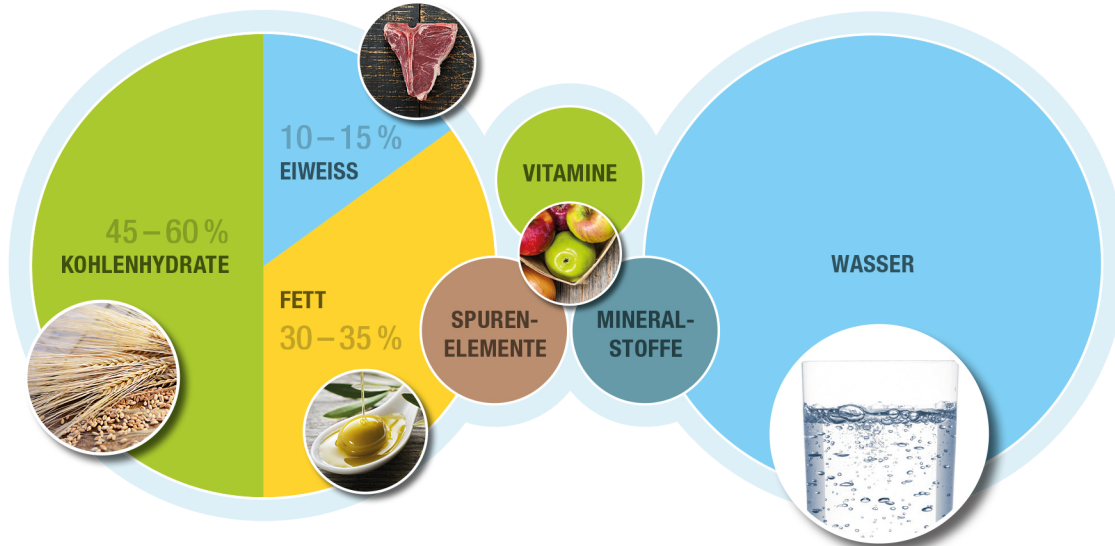 10 – 15 %
EIWEISS
45 – 60 %
KOHLENHYDRATE
FETT
30 – 35 %
VITAMINE
SPUREN-
ELEMENTE
MINERAL-
STOFFE
WASSER